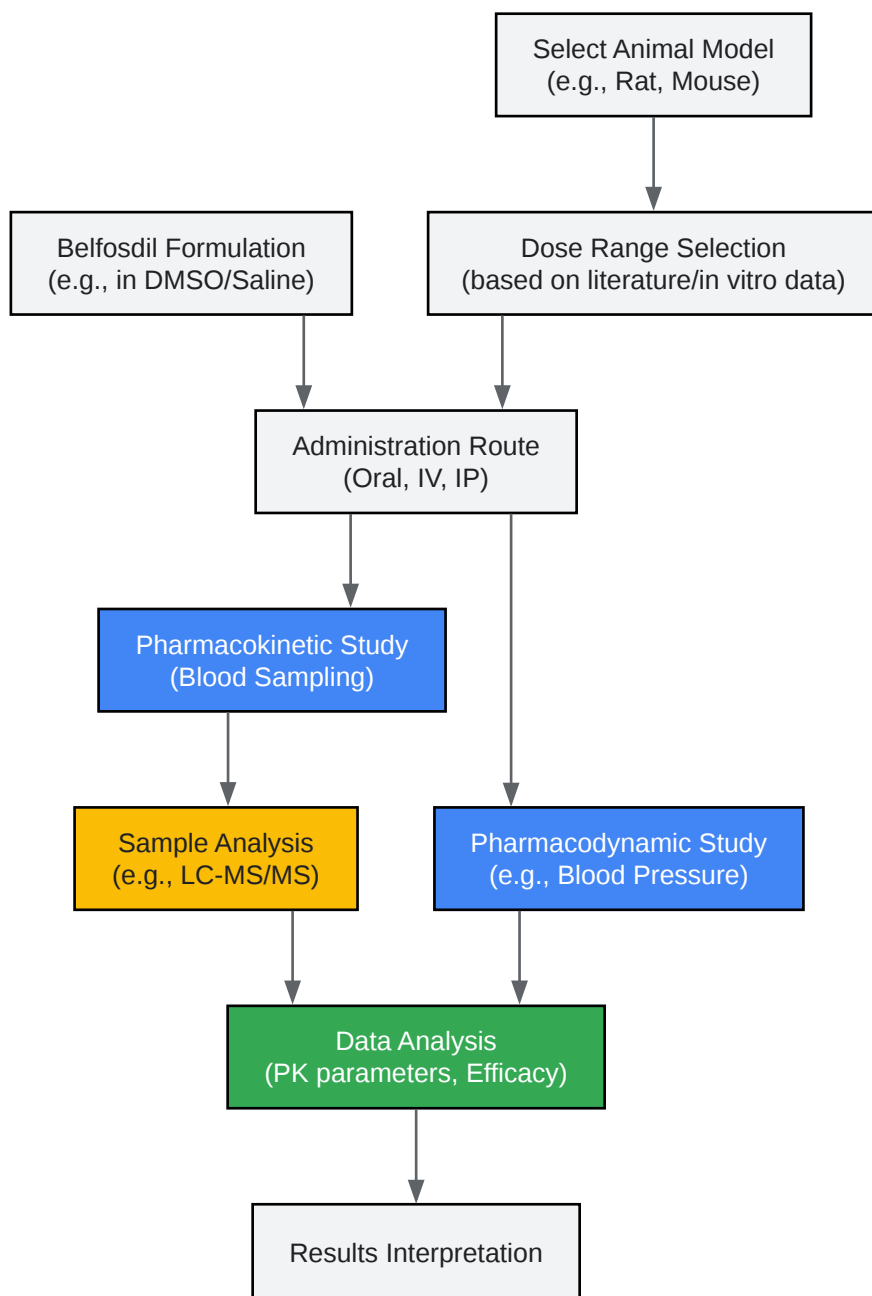 Select Animal Model
(e.g., Rat, Mouse)
Belfosdil Formulation
(e.g., in DMSO/Saline)
Dose Range Selection
(based on literature/in vitro data)
Administration Route
(Oral, IV, IP)
Pharmacokinetic Study
(Blood Sampling)
Sample Analysis
(e.g., LC-MS/MS)
Pharmacodynamic Study
(e.g., Blood Pressure)
Data Analysis
(PK parameters, Efficacy)
Results Interpretation